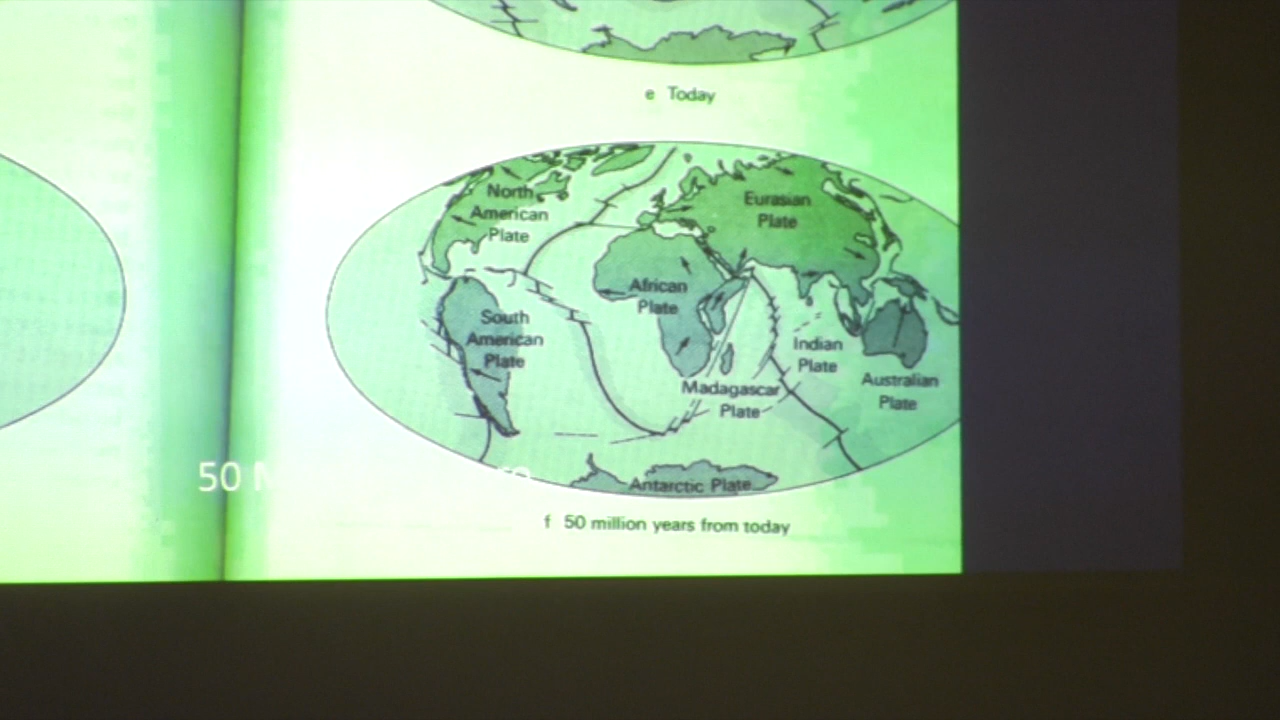 e Today
North
American
Plate
Eurasian
Plate
African
Plate
South
American
Plate
Indian
Plate
Madagascar
Plate
Australian
Plate
Antarctic Plate
50
f 50 million years from today